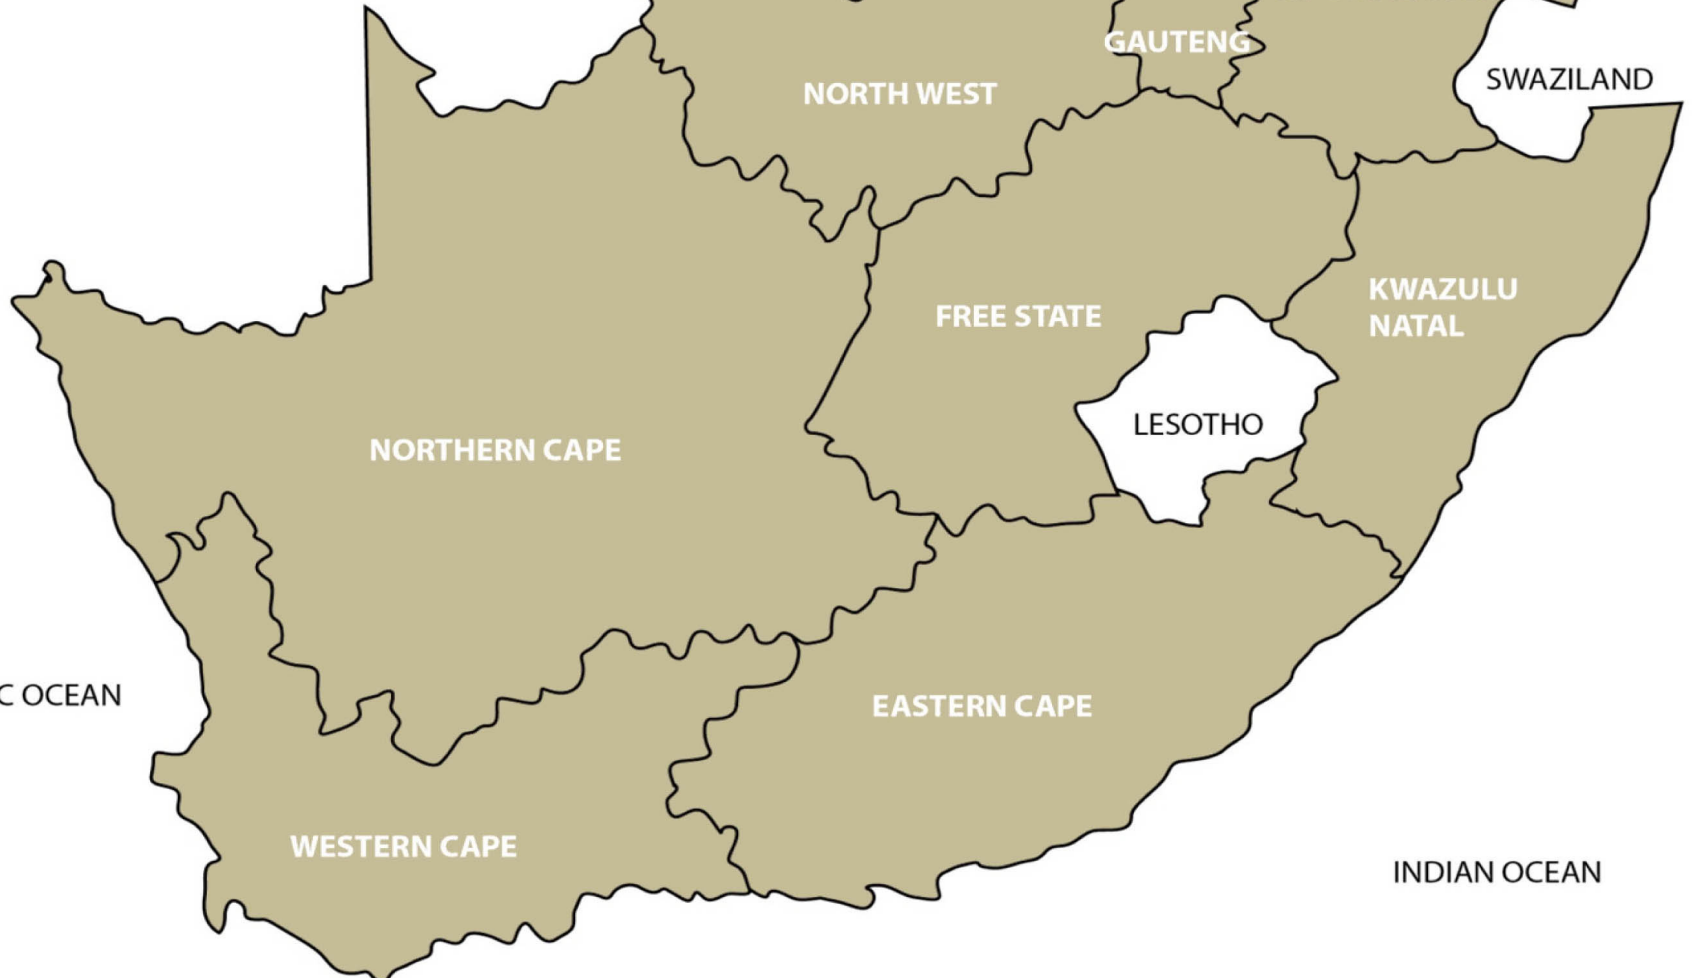 GAUTENG
SWAZILAND
NORTH WEST
KWAZULU
NATAL
FREE STATE
LESOTHO
NORTHERN CAPE
C OCEAN
EASTERN CAPE
WESTERN CAPE
INDIAN OCEAN